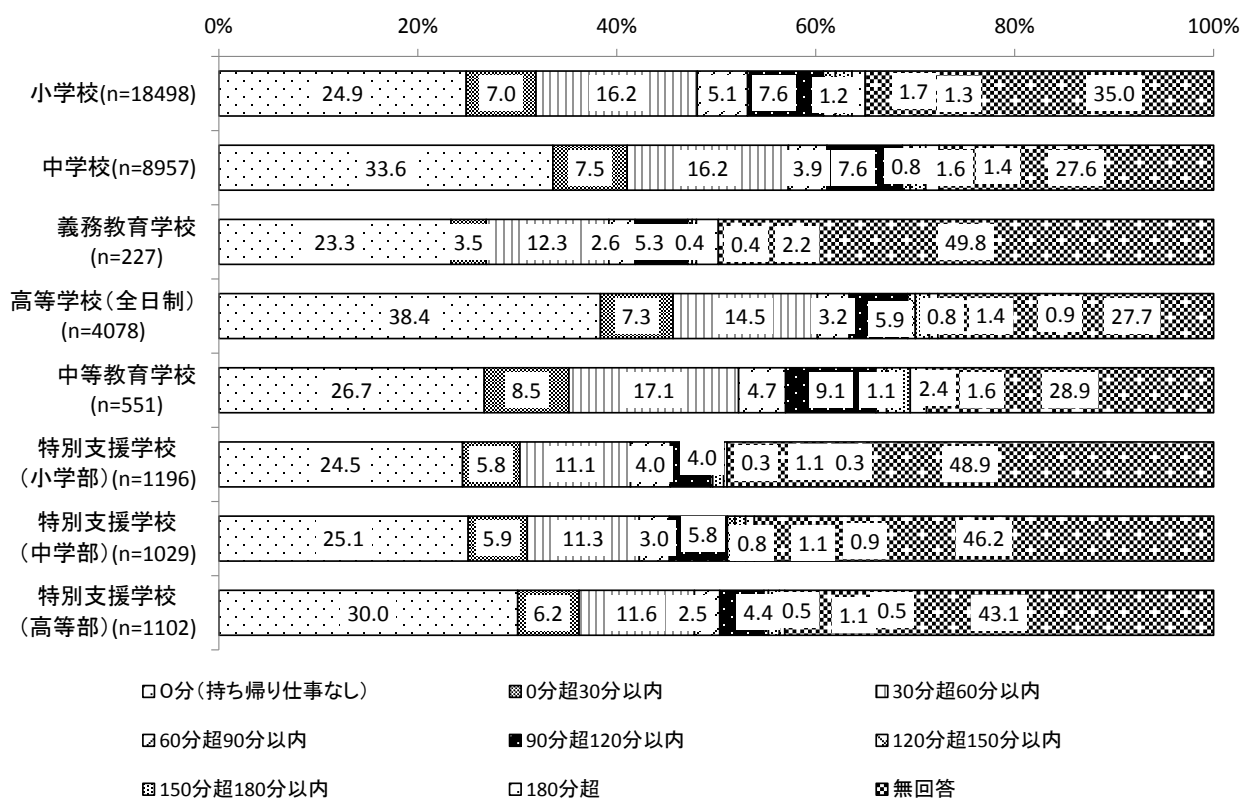 0% 20% 40% 60% 80% 100%
小学校(n=18498) 24.9 7.0 16.2 5.1 7.6 1.2 1.7 1.3 35.0
中学校(n=8957) 33.6 7.5 16.2 3.9 7.6 0.8 1.6 1.4 27.6
義務教育学校
(n=227) 23.3 3.5 12.3 2.6 5.3 0.4 0.4 2.2 49.8
高等学校(全日制)
(n=4078) 38.4 7.3 14.5 3.2 5.9 0.8 1.4 0.9 27.7
中等教育学校
(n=551) 26.7 8.5 17.1 4.7 9.1 1.1 2.4 1.6 28.9
特別支援学校
(小学部)(n=1196) 24.5 5.8 11.1 4.0 4.0 0.3 1.1 0.3 48.9
特別支援学校
(中学部)(n=1029) 25.1 5.9 11.3 3.0 5.8 0.8 1.1 0.9 46.2
特別支援学校
(高等部)(n=1102) 30.0 6.2 11.6 2.5 4.4 0.5 1.1 0.5 43.1
0分(持ち帰り仕事なし) 0分超30分以内 30分超60分以内
60分超90分以内 90分超120分以内 120分超150分以内
150分超180分以内 180分超 無回答